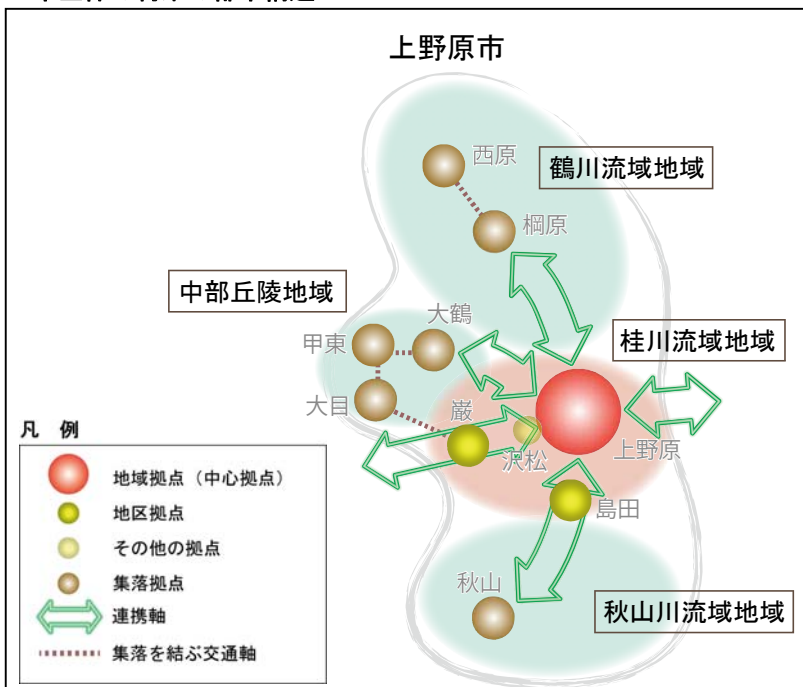 上野原市
西原
鶴川流域地域
棡原
中部丘陵地域
大鶴
甲東
桂川流域地域
大目
巌
上野原
沢松
島田
秋山
秋山川流域地域
凡 例
地域拠点（中心拠点）
地区拠点
その他の拠点
集落拠点
連携軸
集落を結ぶ交通軸